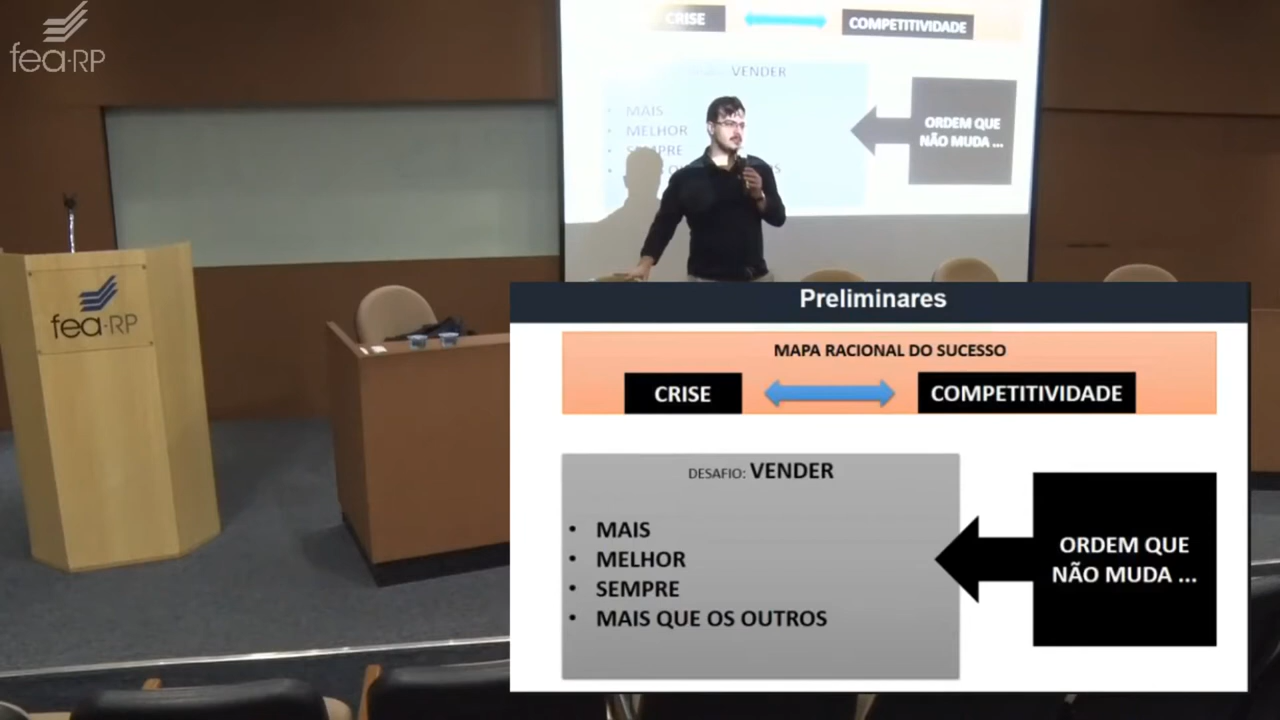 fea-RP
CRISE
COMPETITIVIDADE
VENDER
MAIS
MELHOR
ORDEM QUE
NÃO MUDA ...
fea-RP
Preliminares
MAPA RACIONAL DO SUCESSO
CRISE
COMPETITIVIDADE
DESAFIO: VENDER
• MAIS
• MELHOR
• SEMPRE
• MAIS QUE OS OUTROS
ORDEM QUE
NÃO MUDA ...